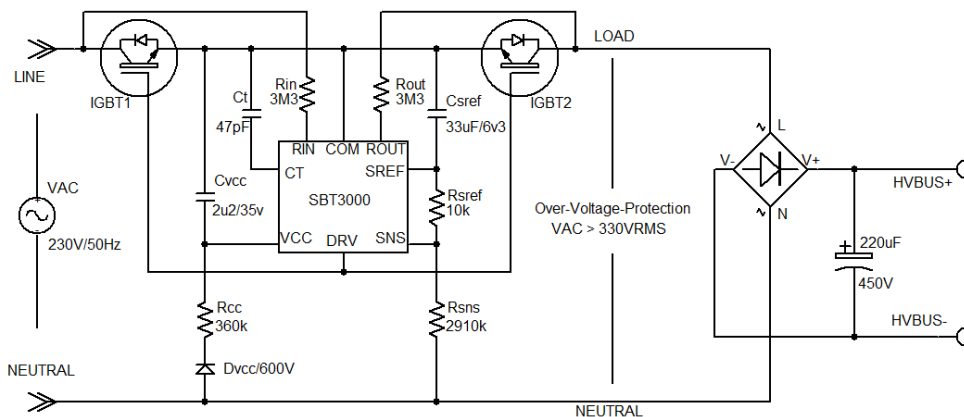 LINE
IGBT1
Ct
47pF
Rin
3M3
Rout
3M3
Csref
33uF/6v3
IGBT2
LOAD
RIN
COM
ROUT
CT
SREF
SBT3000
VCC
DRV
SNS
Cvcc
2u2/35v
Rsref
10k
VAC
230V/50Hz
Over-Voltage-Protection
VAC > 330VRMS
L
V-
V+
N
HVBUS+
+
220uF
450V
HVBUS-
Rcc
360k
Rsns
2910k
Dvcc/600V
NEUTRAL
NEUTRAL